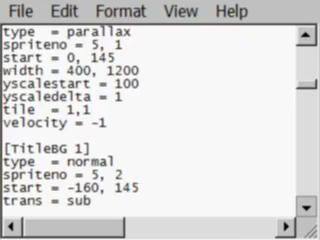 File Edit Format View Help
type = parallax
spriteno = 5, 1
start = 0, 145
width = 400, 1200
yscalestart = 100
yscaledelta = 1
tile = 1,1
velocity = -1

[TitleBG 1]
type = normal
spriteno = 5, 2
start = -160, 145
trans = sub